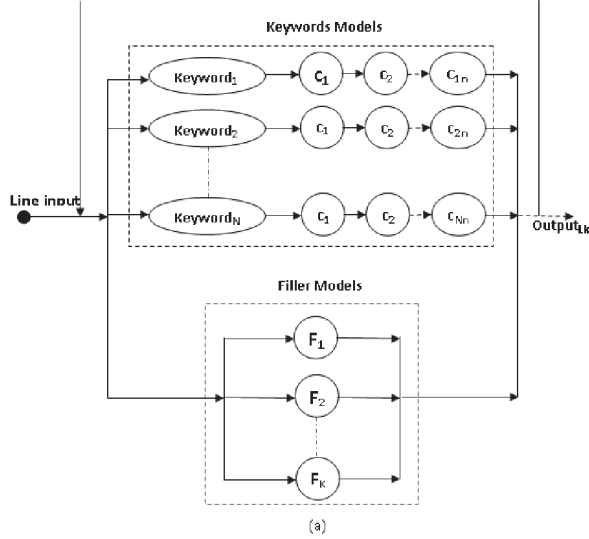 Keywords Models
Keyword1 C1 C2 C1n
Keyword2 C1 C2 C2n
Line input
KeywordN C1 C2 CNn
OutputLk
Filler Models
F1
F2
FK
(a)